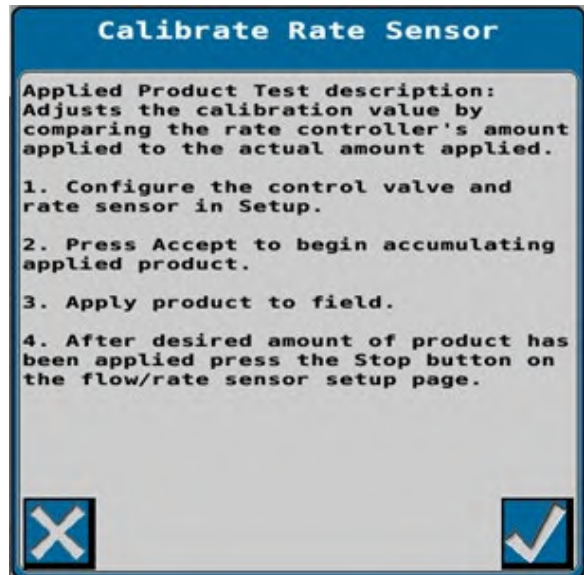 Calibrate Rate Sensor
Applied Product Test description:
Adjusts the calibration value by
comparing the rate controller's amount
applied to the actual amount applied.
1. Configure the control valve and
rate sensor in Setup.
2. Press Accept to begin accumulating
applied product.
3. Apply product to field.
4. After desired amount of product has
been applied press the Stop button on
the flow/rate sensor setup page.